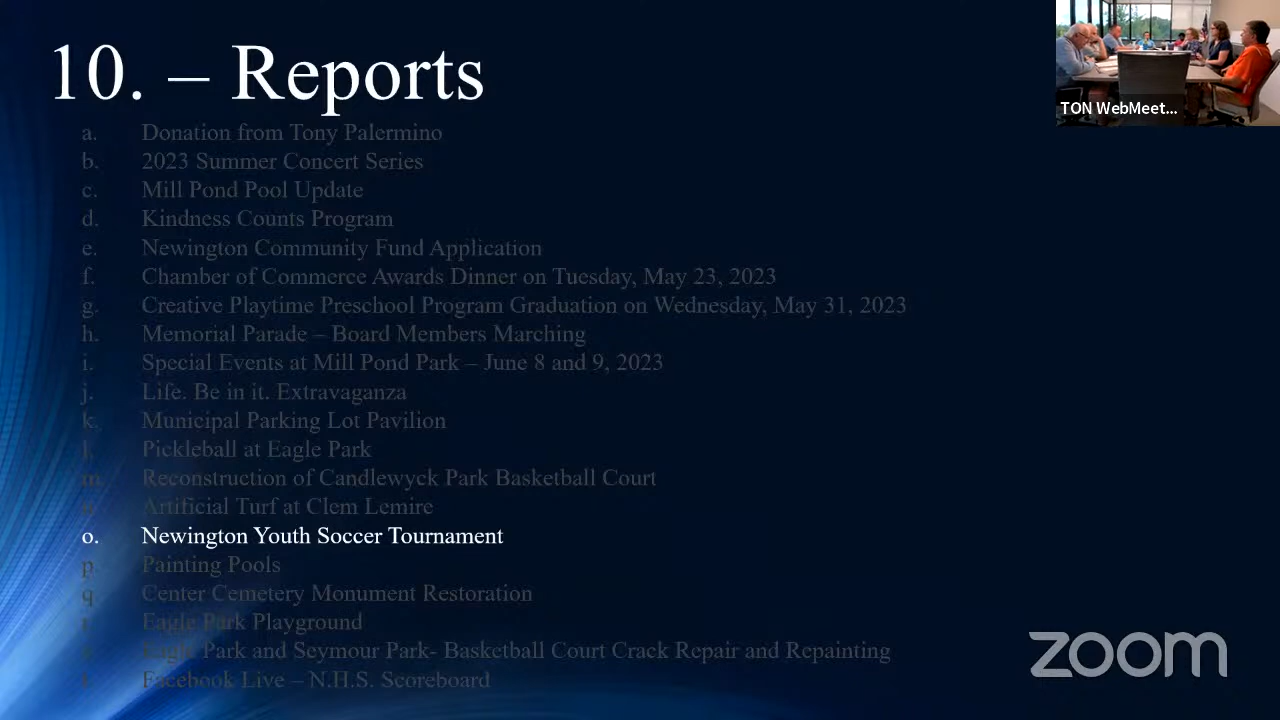 10. – Reports
TON WebMeet...
a. Donation from Tony Palermino
b. 2023 Summer Concert Series
c. Mill Pond Pool Update
d. Kindness Counts Program
e. Newington Community Fund Application
f. Chamber of Commerce Awards Dinner on Tuesday, May 23, 2023
g. Creative Playtime Preschool Program Graduation on Wednesday, May 31, 2023
h. Memorial Parade – Board Members Marching
i. Special Events at Mill Pond Park – June 8 and 9, 2023
j. Life. Be in it. Extravaganza
k. Municipal Parking Lot Pavilion
l. Pickleball at Eagle Park
m. Reconstruction of Candlewyck Park Basketball Court
n. Artificial Turf at Clem Lemire
o. Newington Youth Soccer Tournament
p. Painting Pools
q. Center Cemetery Monument Restoration
r. Eagle Park Playground
s. Eagle Park and Seymour Park- Basketball Court Crack Repair and Repainting
t. Facebook Live – N.H.S. Scoreboard
zoom